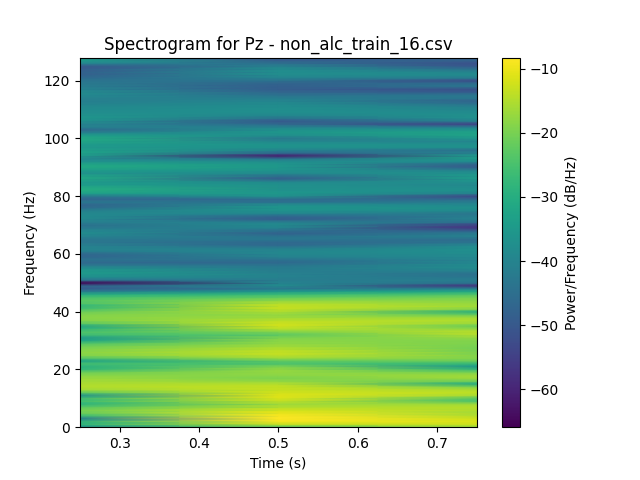 Spectrogram for Pz - non_alc_train_16.csv
120
100
80
60
40
20
0
Frequency (Hz)
0.3 0.4 0.5 0.6 0.7
Time (s)
−10
−20
−30
−40
−50
−60
Power/Frequency (dB/Hz)